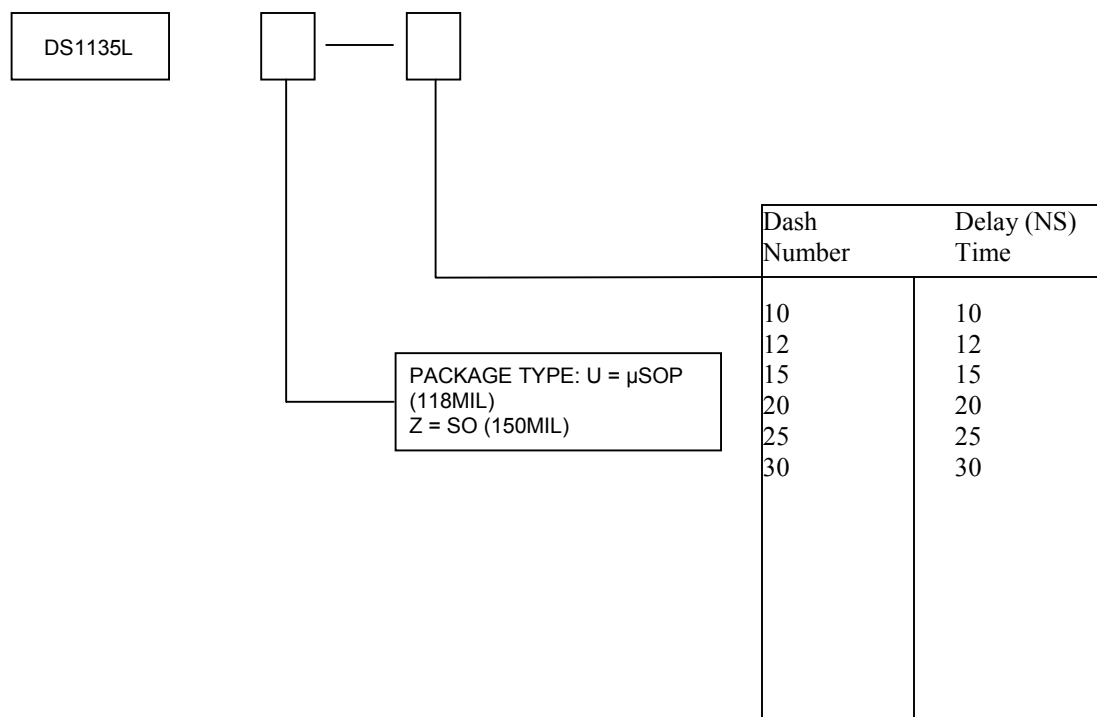 DS1135L
Dash Number
Delay (NS) Time
10 10
12 12
15 15
20 20
25 25
30 30
PACKAGE TYPE: U = µSOP
(118MIL)
Z = SO (150MIL)